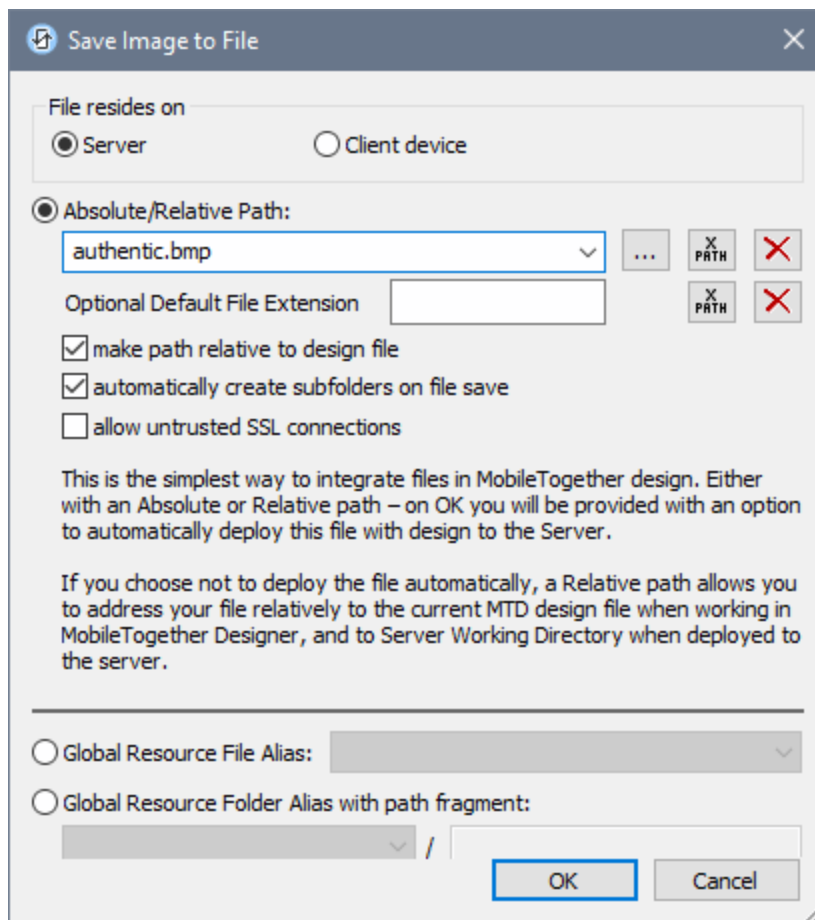 Save Image to File
File resides on
Server
Client device
Absolute/Relative Path:
authentic.bmp
...
X
PATH
Optional Default File Extension
X
PATH
make path relative to design file
automatically create subfolders on file save
allow untrusted SSL connections
This is the simplest way to integrate files in MobileTogether design. Either
with an Absolute or Relative path – on OK you will be provided with an option
to automatically deploy this file with design to the Server.
If you choose not to deploy the file automatically, a Relative path allows you
to address your file relatively to the current MTD design file when working in
MobileTogether Designer, and to Server Working Directory when deployed to
the server.
Global Resource File Alias:
Global Resource Folder Alias with path fragment:
/
OK
Cancel